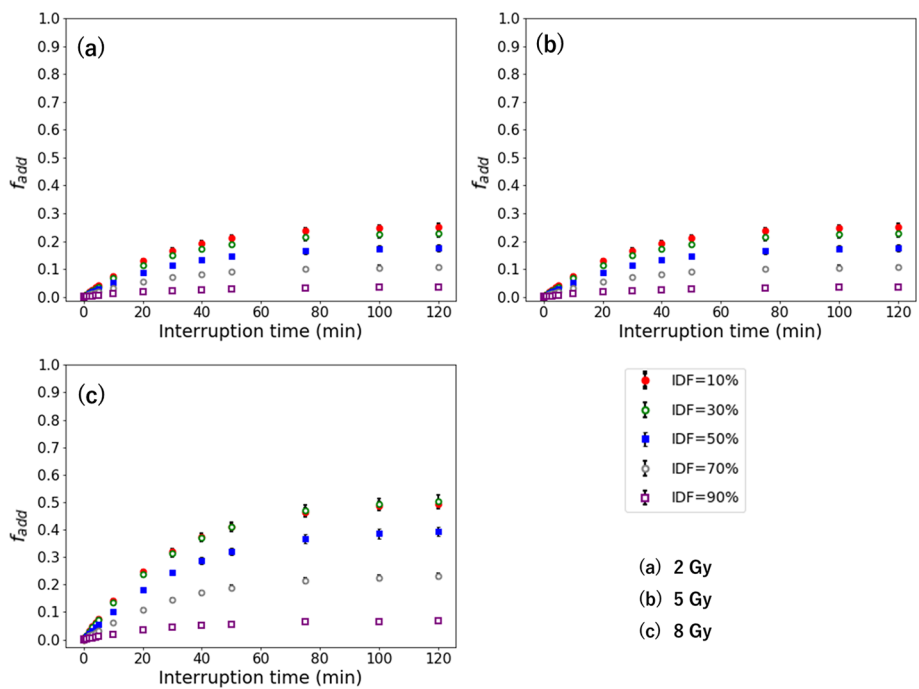 (a)
1.0
0.9
0.8
0.7
0.6
0.5
0.4
0.3
0.2
0.1
0.0
f_add
0 20 40 60 80 100 120
Interruption time (min)
(b)
1.0
0.9
0.8
0.7
0.6
0.5
0.4
0.3
0.2
0.1
0.0
f_add
0 20 40 60 80 100 120
Interruption time (min)
(c)
1.0
0.9
0.8
0.7
0.6
0.5
0.4
0.3
0.2
0.1
0.0
f_add
0 20 40 60 80 100 120
Interruption time (min)
IDF=10%
IDF=30%
IDF=50%
IDF=70%
IDF=90%
(a) 2 Gy
(b) 5 Gy
(c) 8 Gy